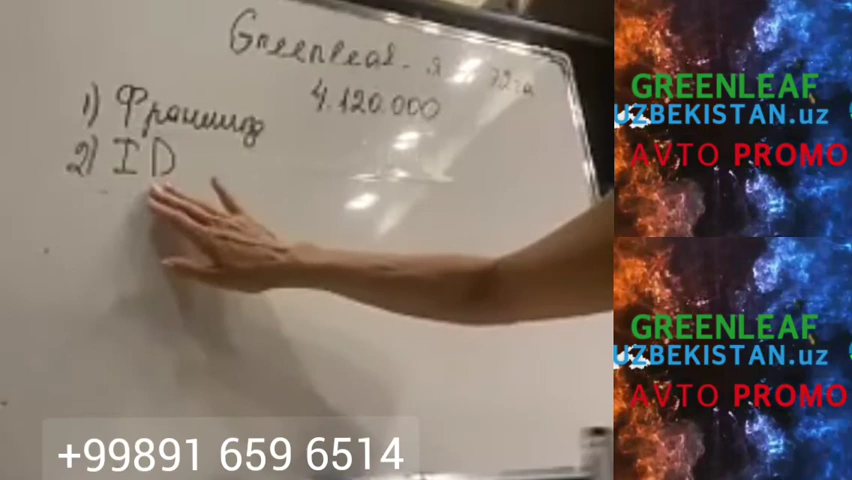 Greenleaf - я
4.120.000
1) Франшиз
2) ID
+99891 659 6514
GREENLEAF
UZBEKISTAN.uz
AVTO PROMO
GREENLEAF
UZBEKISTAN.uz
AVTO PROMO